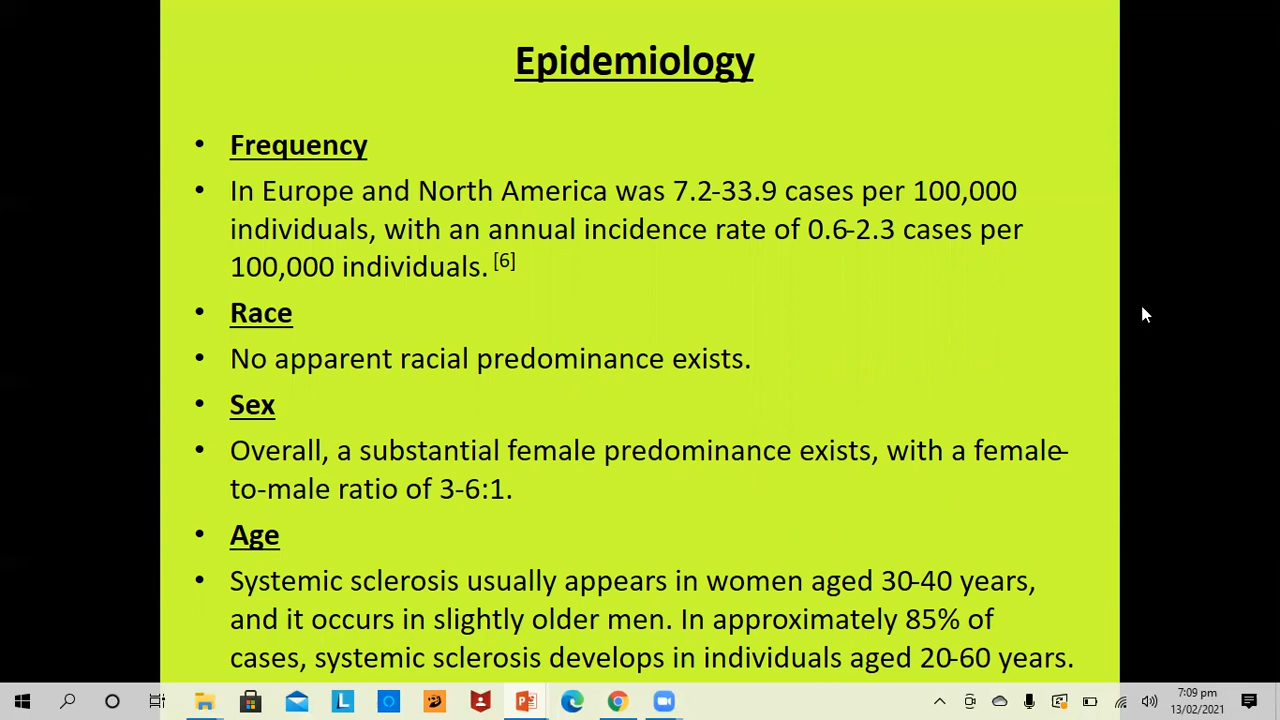 Epidemiology
• Frequency
• In Europe and North America was 7.2-33.9 cases per 100,000
individuals, with an annual incidence rate of 0.6-2.3 cases per
100,000 individuals. [6]
• Race
• No apparent racial predominance exists.
• Sex
• Overall, a substantial female predominance exists, with a female-
to-male ratio of 3-6:1.
• Age
• Systemic sclerosis usually appears in women aged 30-40 years,
and it occurs in slightly older men. In approximately 85% of
cases, systemic sclerosis develops in individuals aged 20-60 years.
7:09 pm
13/02/2021